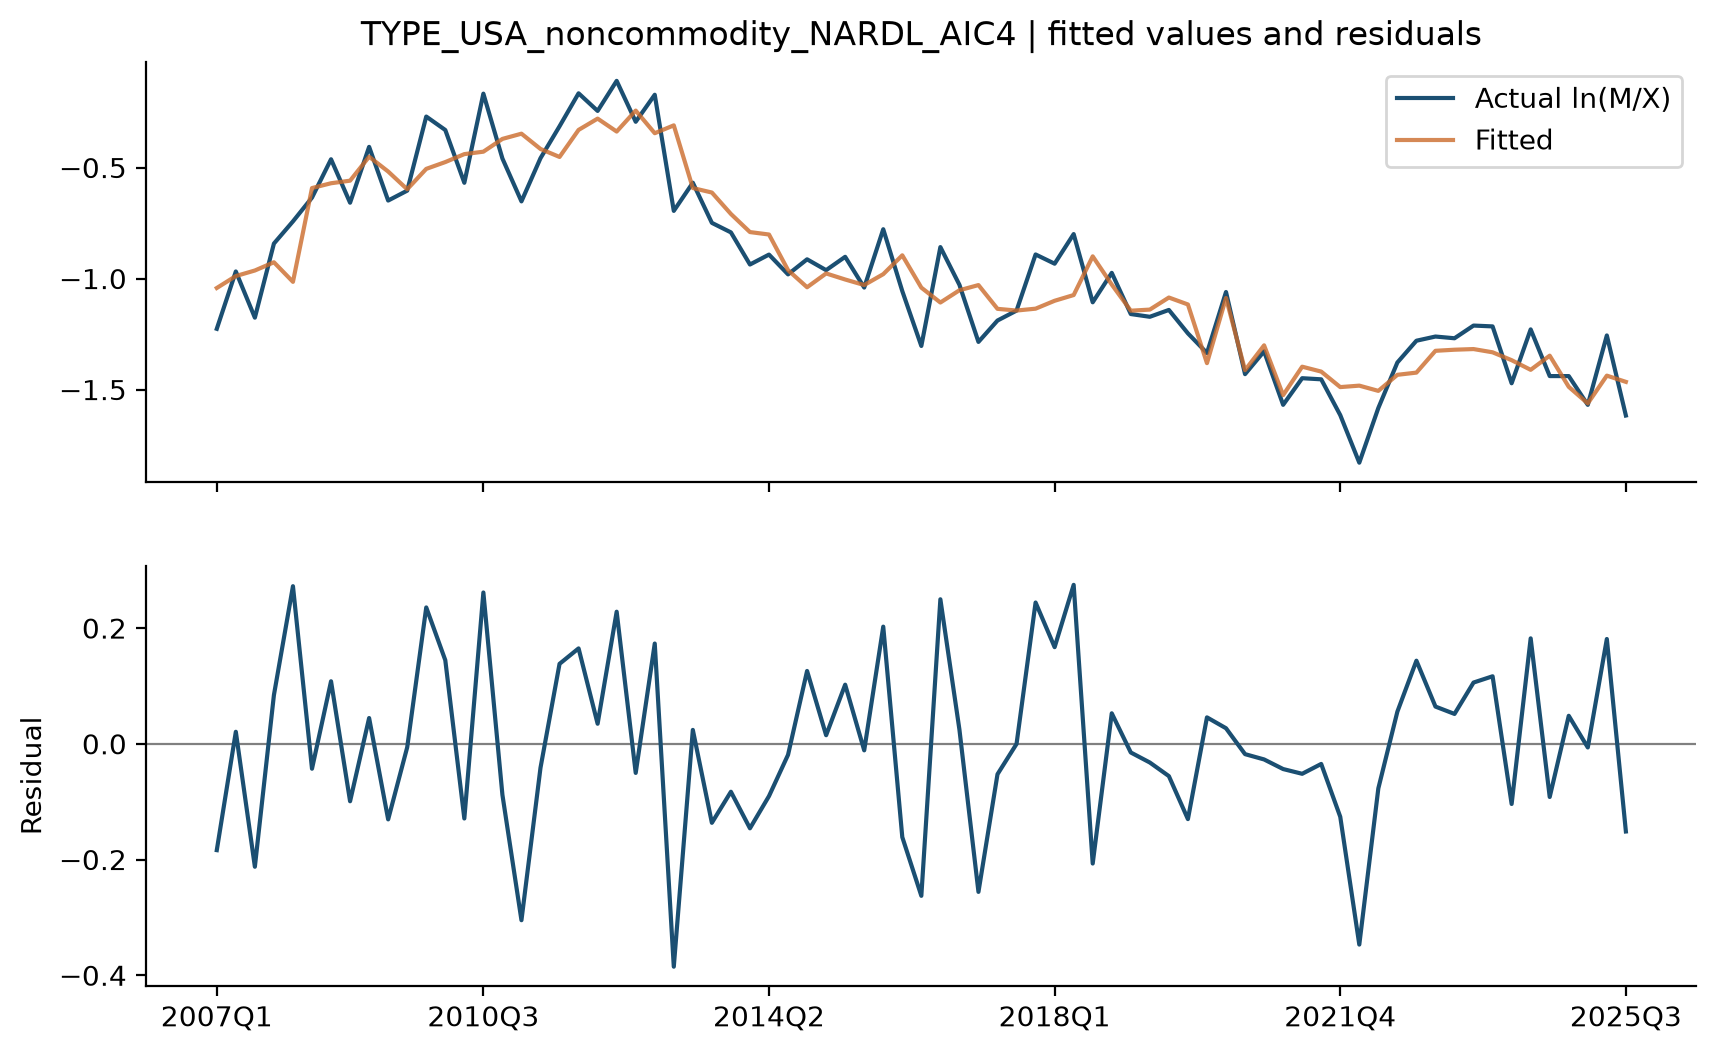 TYPE_USA_noncommodity_NARDL_AIC4 | fitted values and residuals
Actual ln(M/X)
Fitted
−0.5
−1.0
−1.5
0.2
0.0
−0.2
−0.4
Residual
2007Q1
2010Q3
2014Q2
2018Q1
2021Q4
2025Q3